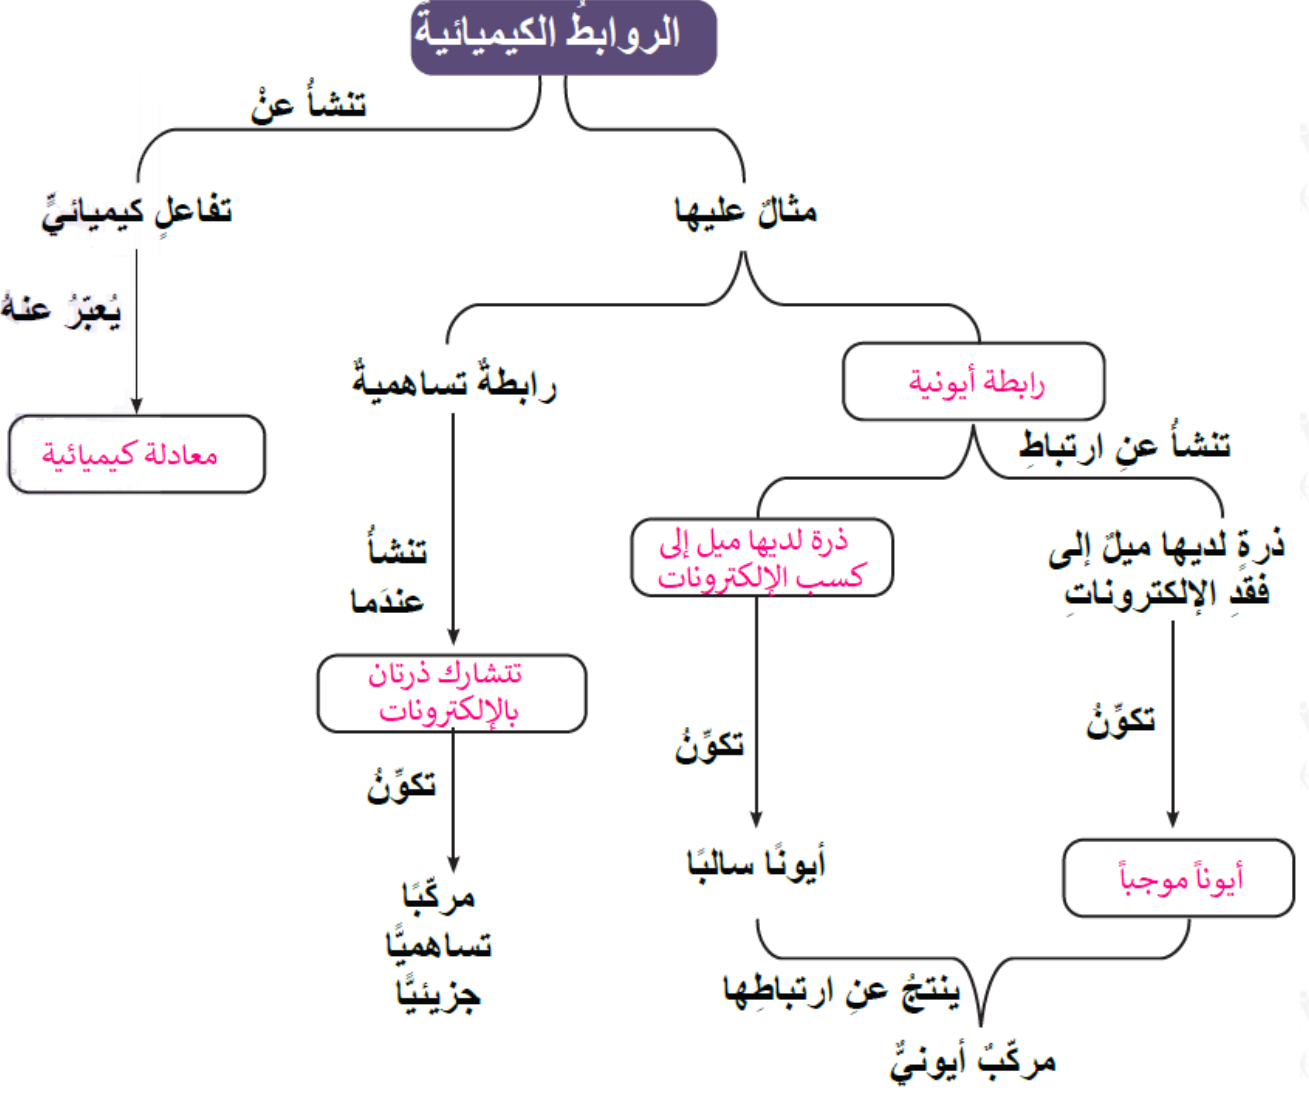 الروابطُ الكيميائيةُ
تنشأُ عنْ
مثالٌ عليها
تفاعلٍ كيميائيٍّ
يُعبّرُ عنهُ
معادلة كيميائية
رابطة أيونية
رابطةٌ تساهميةٌ
تنشأُ عنِ ارتباطِ
ذرةٍ لديها ميلٌ إلى
فقدِ الإلكتروناتِ
ذرة لديها ميل إلى
كسب الإلكترونات
تنشأُ
عندَما
تتشارك ذرتان
بالإلكترونات
تكوِّنُ
تكوِّنُ
تكوِّنُ
أيوناً موجباً
أيونًا سالبًا
مركّبًا
تساهميًّا
جزيئيًّا
ينتجُ عنِ ارتباطِها
مركّبٌ أيونيٌّ